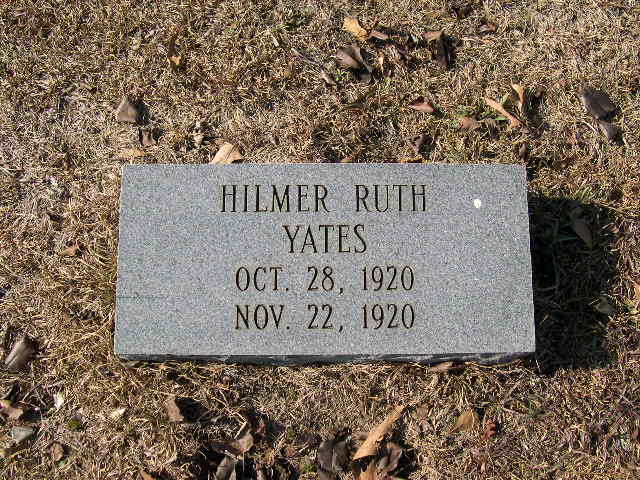 HILMER RUTH
YATES
OCT. 28, 1920
NOV. 22, 1920